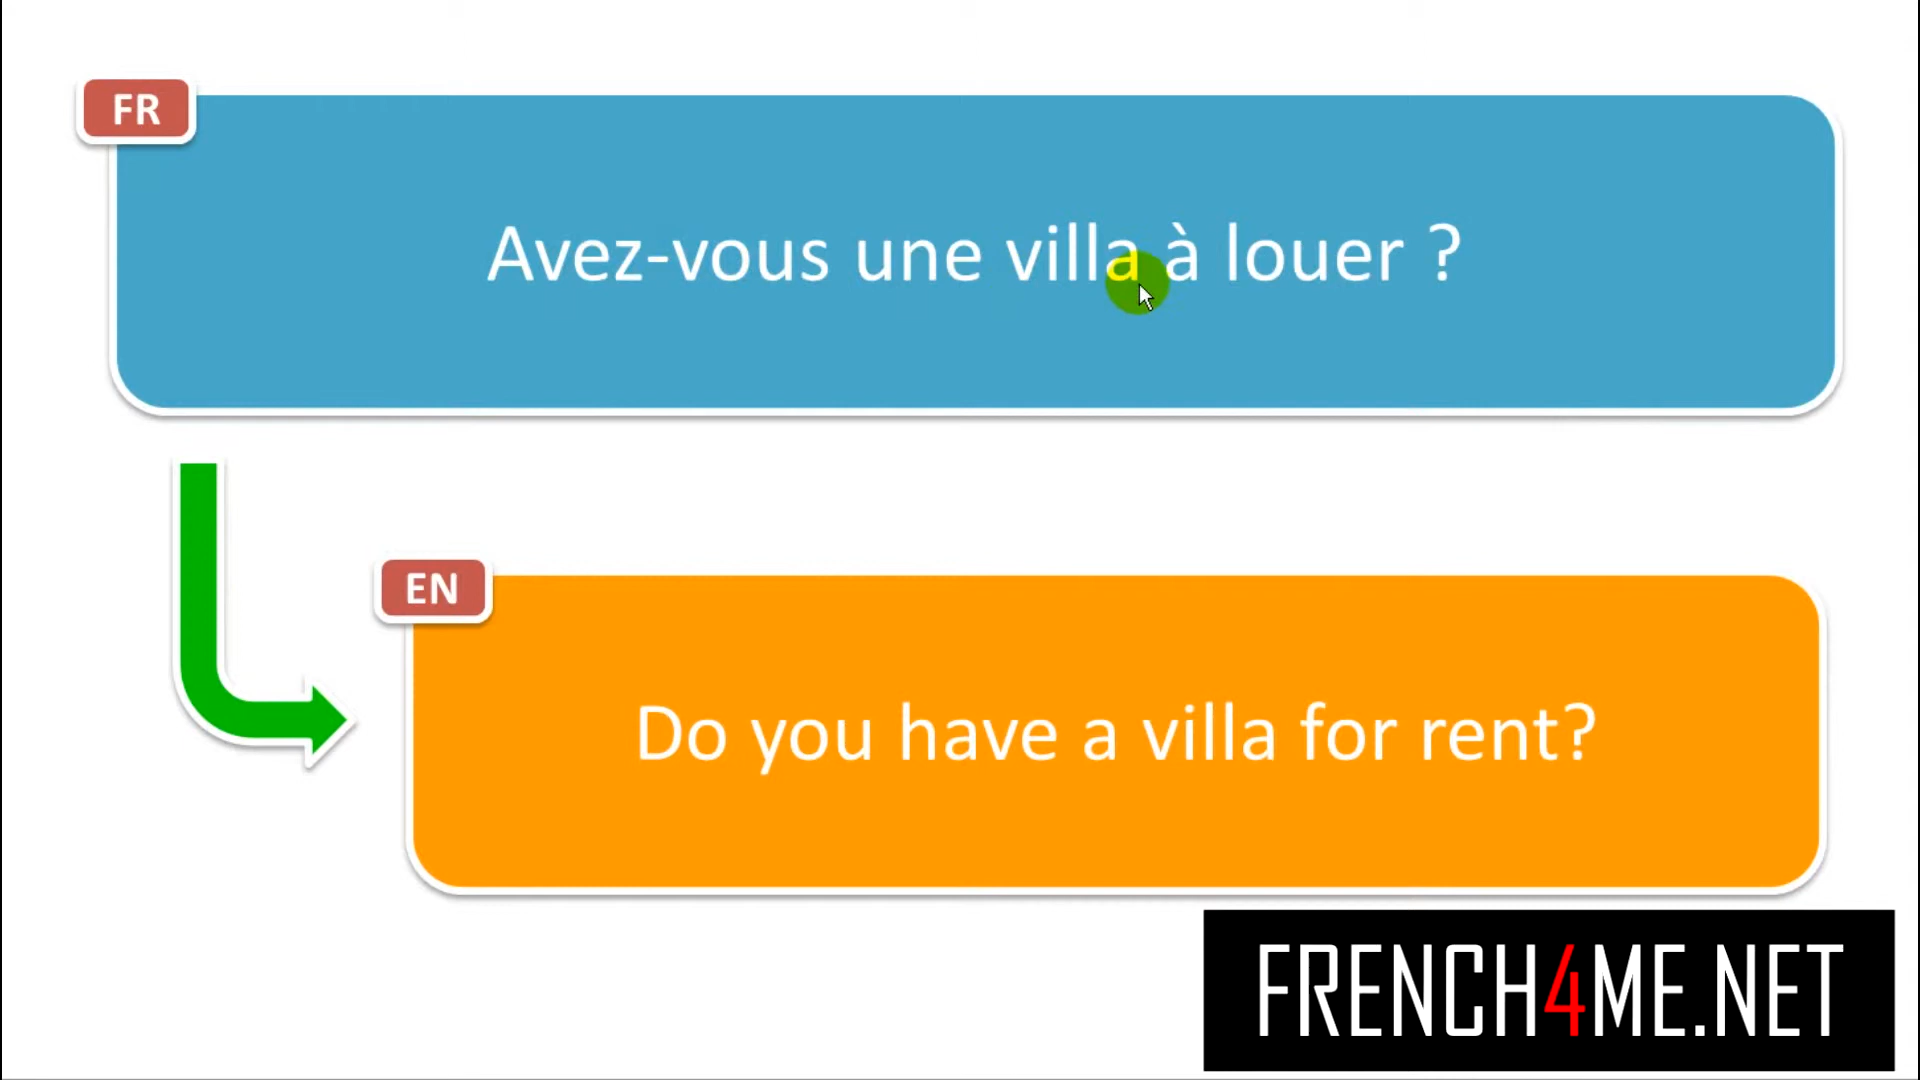 FR
Avez-vous une villa à louer ?
EN
Do you have a villa for rent?
FRENCH4ME.NET